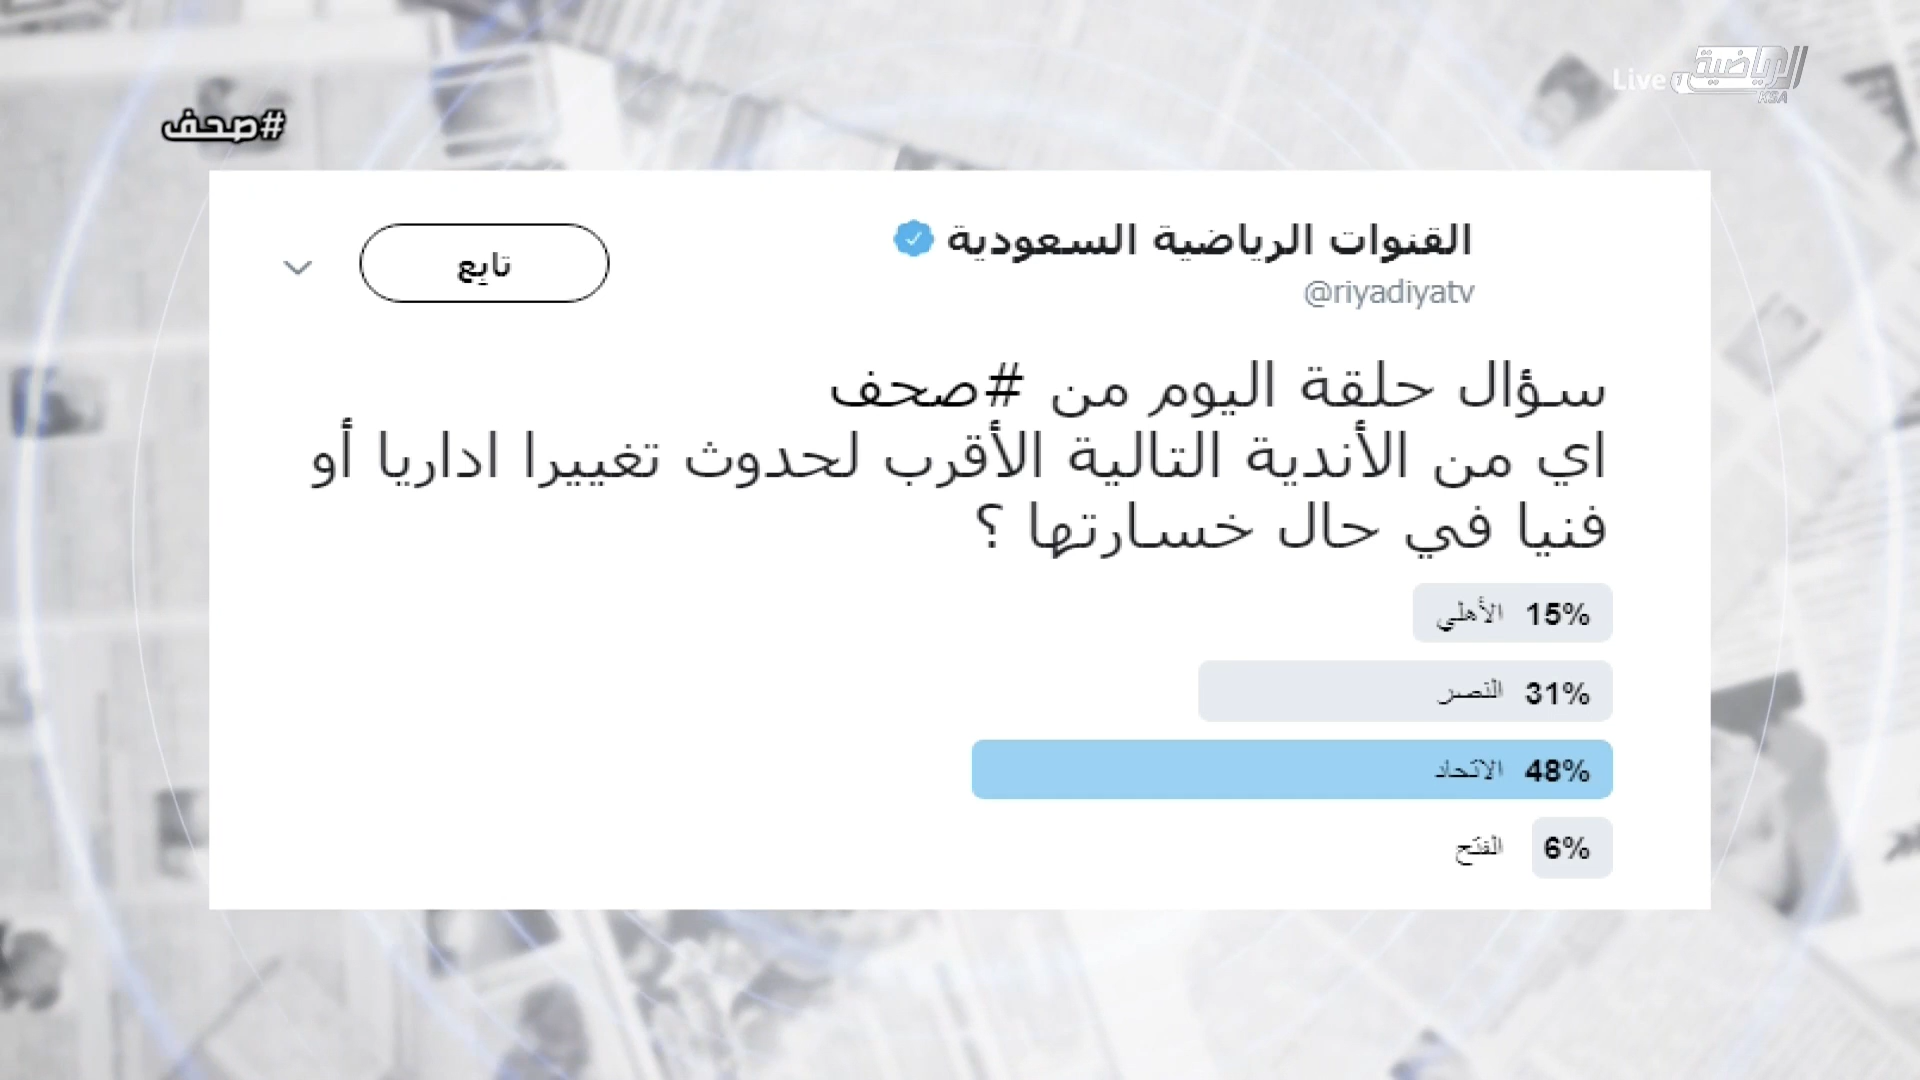 Live الرياضية 1
KSA
#صحف
القنوات الرياضية السعودية
@riyadiyatv
تابع
سؤال حلقة اليوم من #صحف
اي من الأندية التالية الأقرب لحدوث تغييرا اداريا أو
فنيا في حال خسارتها ؟
15% الأهلي
31% النصر
48% الاتحاد
6% الفتح